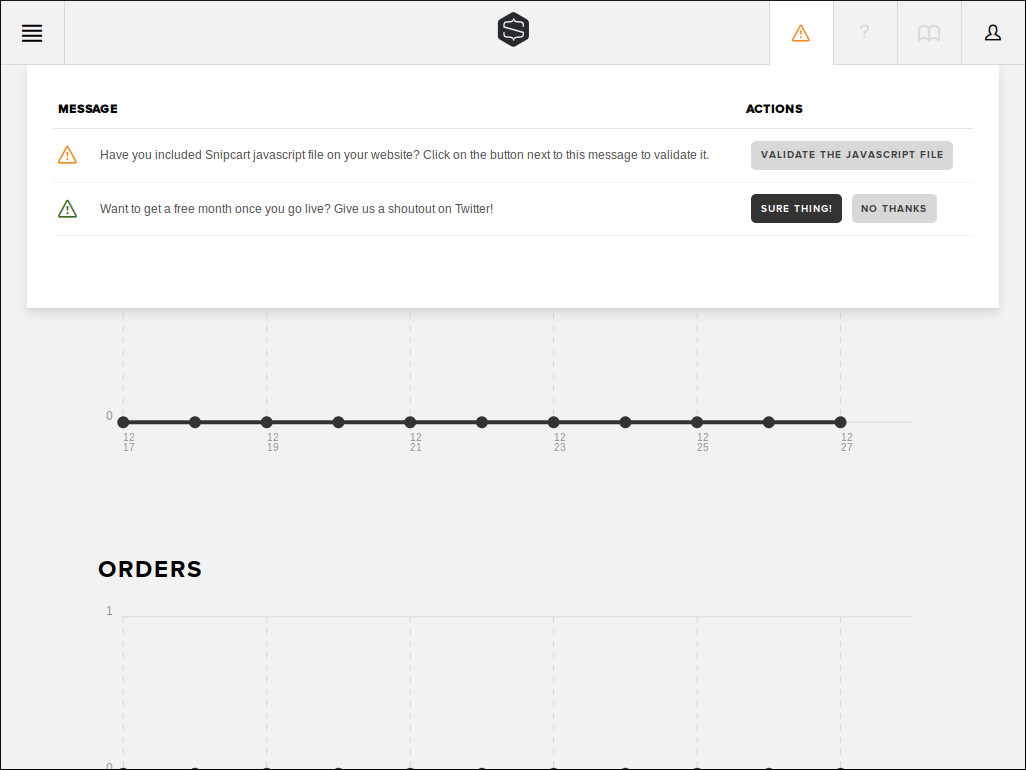 ?
MESSAGE ACTIONS
Have you included Snipcart javascript file on your website? Click on the button next to this message to validate it. VALIDATE THE JAVASCRIPT FILE
Want to get a free month once you go live? Give us a shoutout on Twitter! SURE THING! NO THANKS
0
12 12 12 12 12 12
17 19 21 23 25 27
ORDERS
1
0